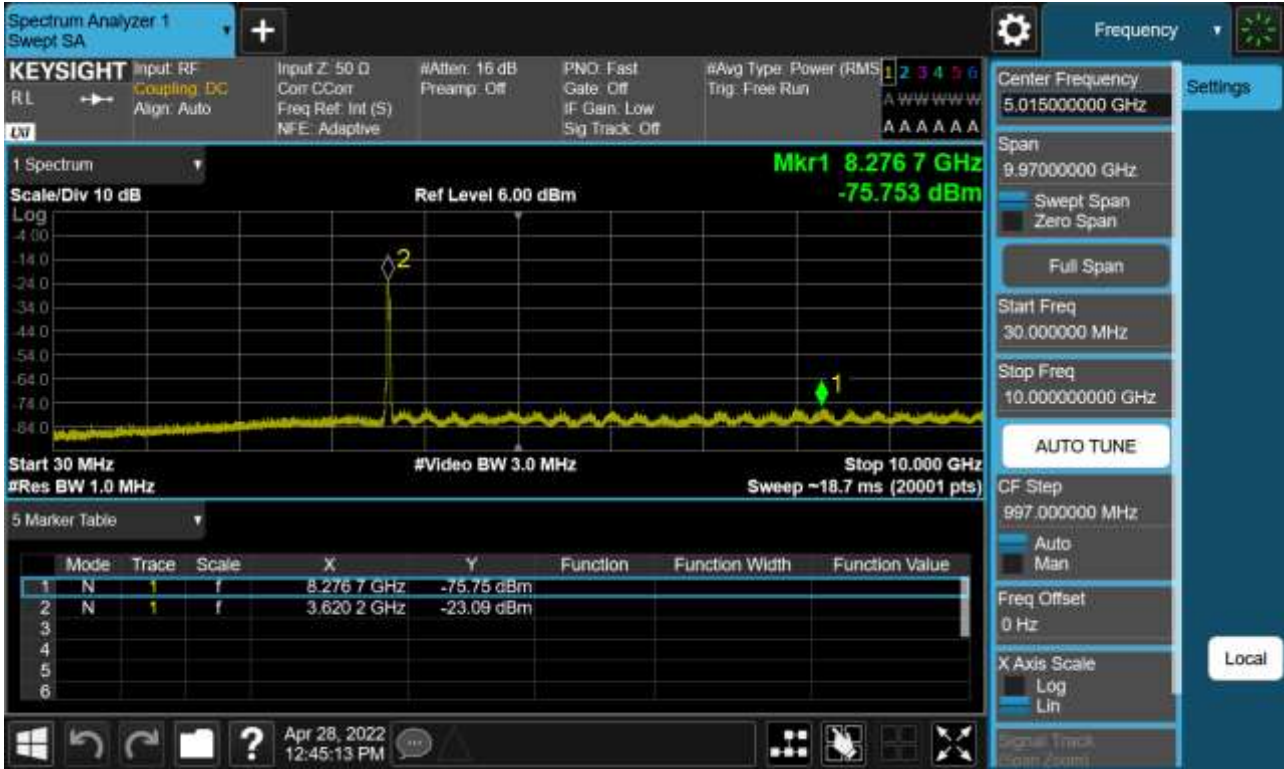 Spectrum Analyzer 1
Swept SA
+
Frequency
KEYSIGHT
RL
LXI
Input: RF
Coupling: DC
Align: Auto
Input Z: 50 Ω
Corr CCorr
Freq Ref: Int (S)
NFE: Adaptive
#Atten: 16 dB
Preamp: Off
PNO: Fast
Gate: Off
IF Gain: Low
Sig Track: Off
#Avg Type: Power (RMS
Trig: Free Run
1 2 3 4 5 6
A W W W W W
A A A A A A
1 Spectrum
Mkr1 8.276 7 GHz
-75.753 dBm
Scale/Div 10 dB
Ref Level 6.00 dBm
Log
-4.00
-14.0
-24.0
-34.0
-44.0
-54.0
-64.0
-74.0
-84.0
2
1
Start 30 MHz
#Video BW 3.0 MHz
Stop 10.000 GHz
#Res BW 1.0 MHz
Sweep ~18.7 ms (20001 pts)
5 Marker Table
Mode Trace Scale X Y Function Function Width Function Value
1 N 1 f 8.276 7 GHz -75.75 dBm
2 N 1 f 3.620 2 GHz -23.09 dBm
3
4
5
6
?
Apr 28, 2022
12:45:13 PM
Center Frequency
5.015000000 GHz
Settings
Span
9.97000000 GHz
Swept Span
Zero Span
Full Span
Start Freq
30.000000 MHz
Stop Freq
10.000000000 GHz
AUTO TUNE
CF Step
997.000000 MHz
Auto
Man
Freq Offset
0 Hz
X Axis Scale
Log
Lin
Local
Signal Track
(Span Zoom)